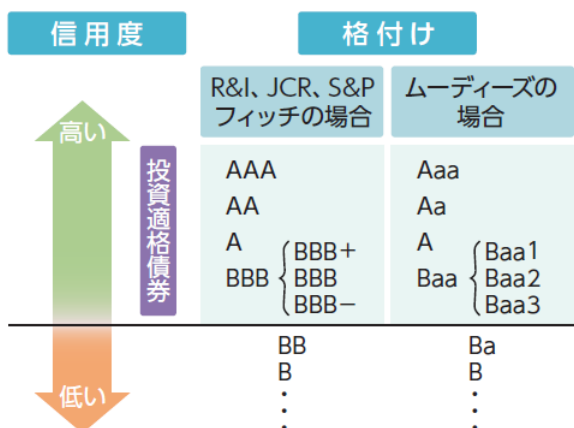 信用度
格付け
R&I、JCR、S&P
フィッチの場合
ムーディーズの
場合
高い
投資適格債券
AAA
AA
A
BBB
BBB+
BBB
BBB−
Aaa
Aa
A
Baa
Baa1
Baa2
Baa3
BB
B
・
・
・
Ba
B
・
・
・
低い